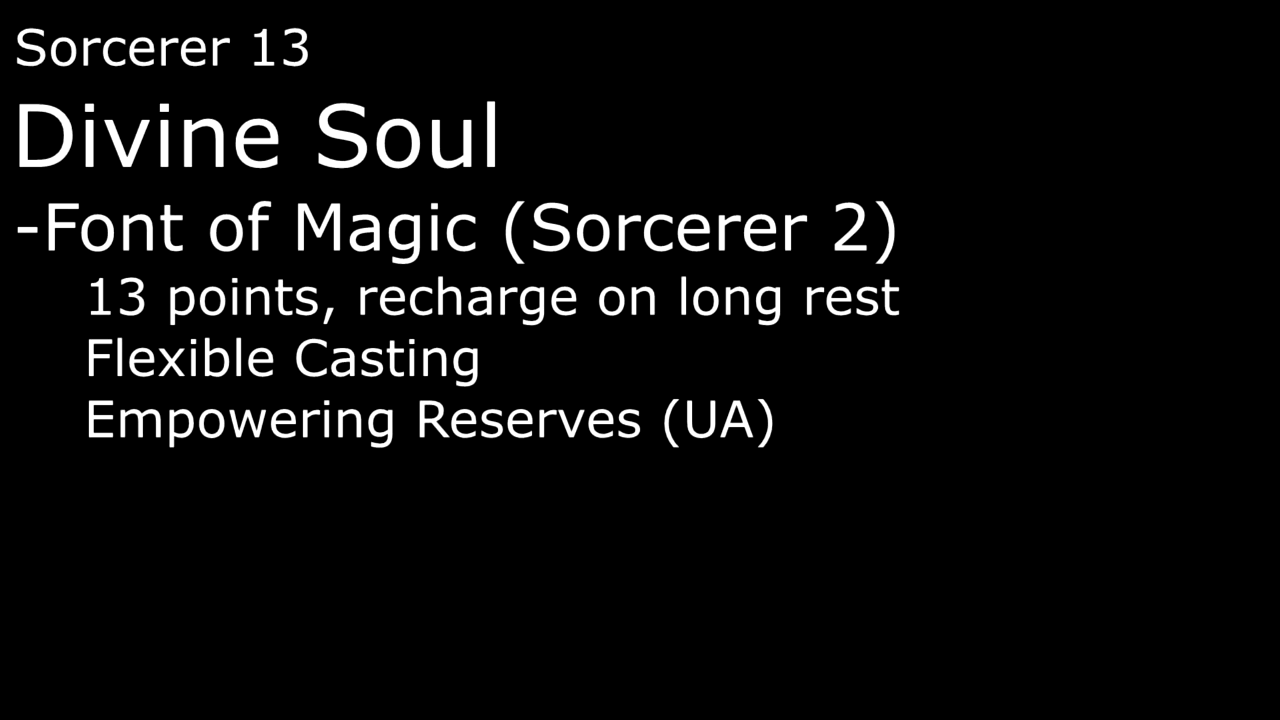 Sorcerer 13
Divine Soul
-Font of Magic (Sorcerer 2)
13 points, recharge on long rest
Flexible Casting
Empowering Reserves (UA)